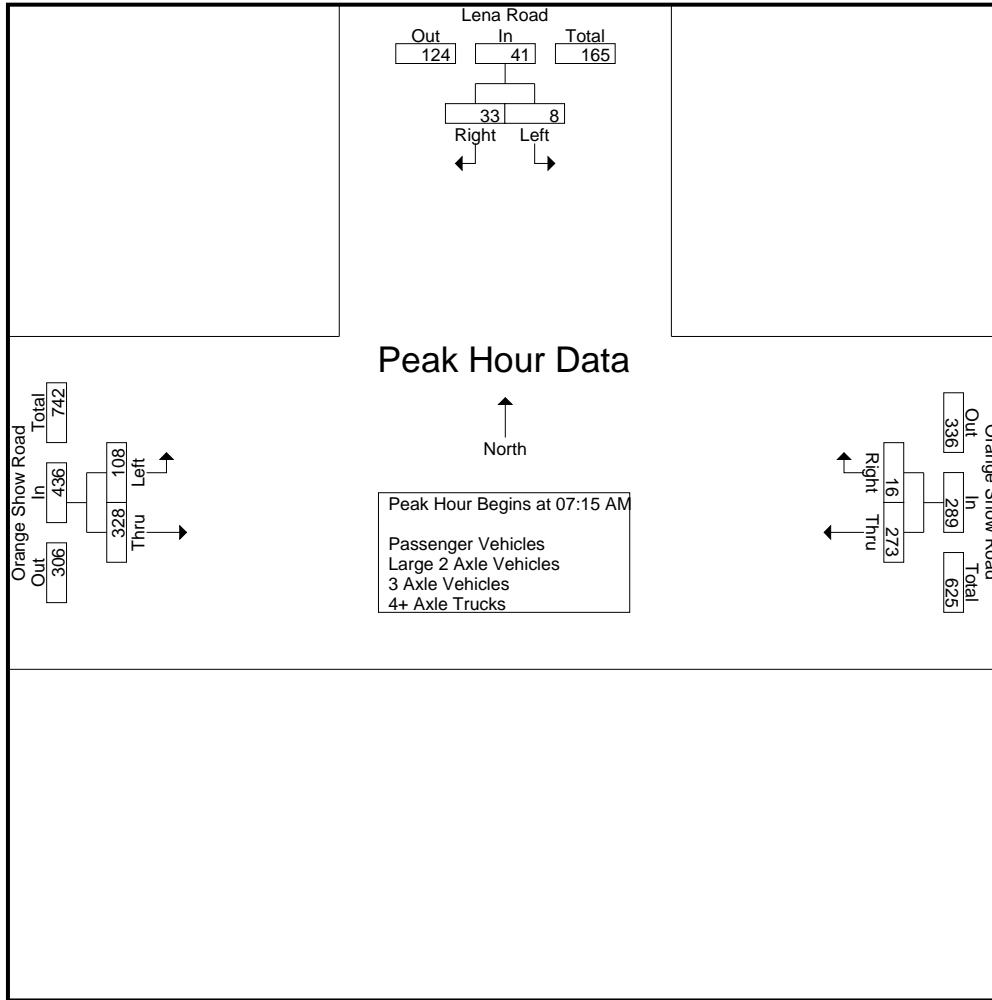 Lena Road
Out In Total
124 41 165
33 8
Right Left
Peak Hour Data
North
Peak Hour Begins at 07:15 AM
Passenger Vehicles
Large 2 Axle Vehicles
3 Axle Vehicles
4+ Axle Trucks
Orange Show Road
Out In Total
306 436 742
108
Left
328
Thru
Orange Show Road
Out In Total
336 289 625
16 273
Right Thru